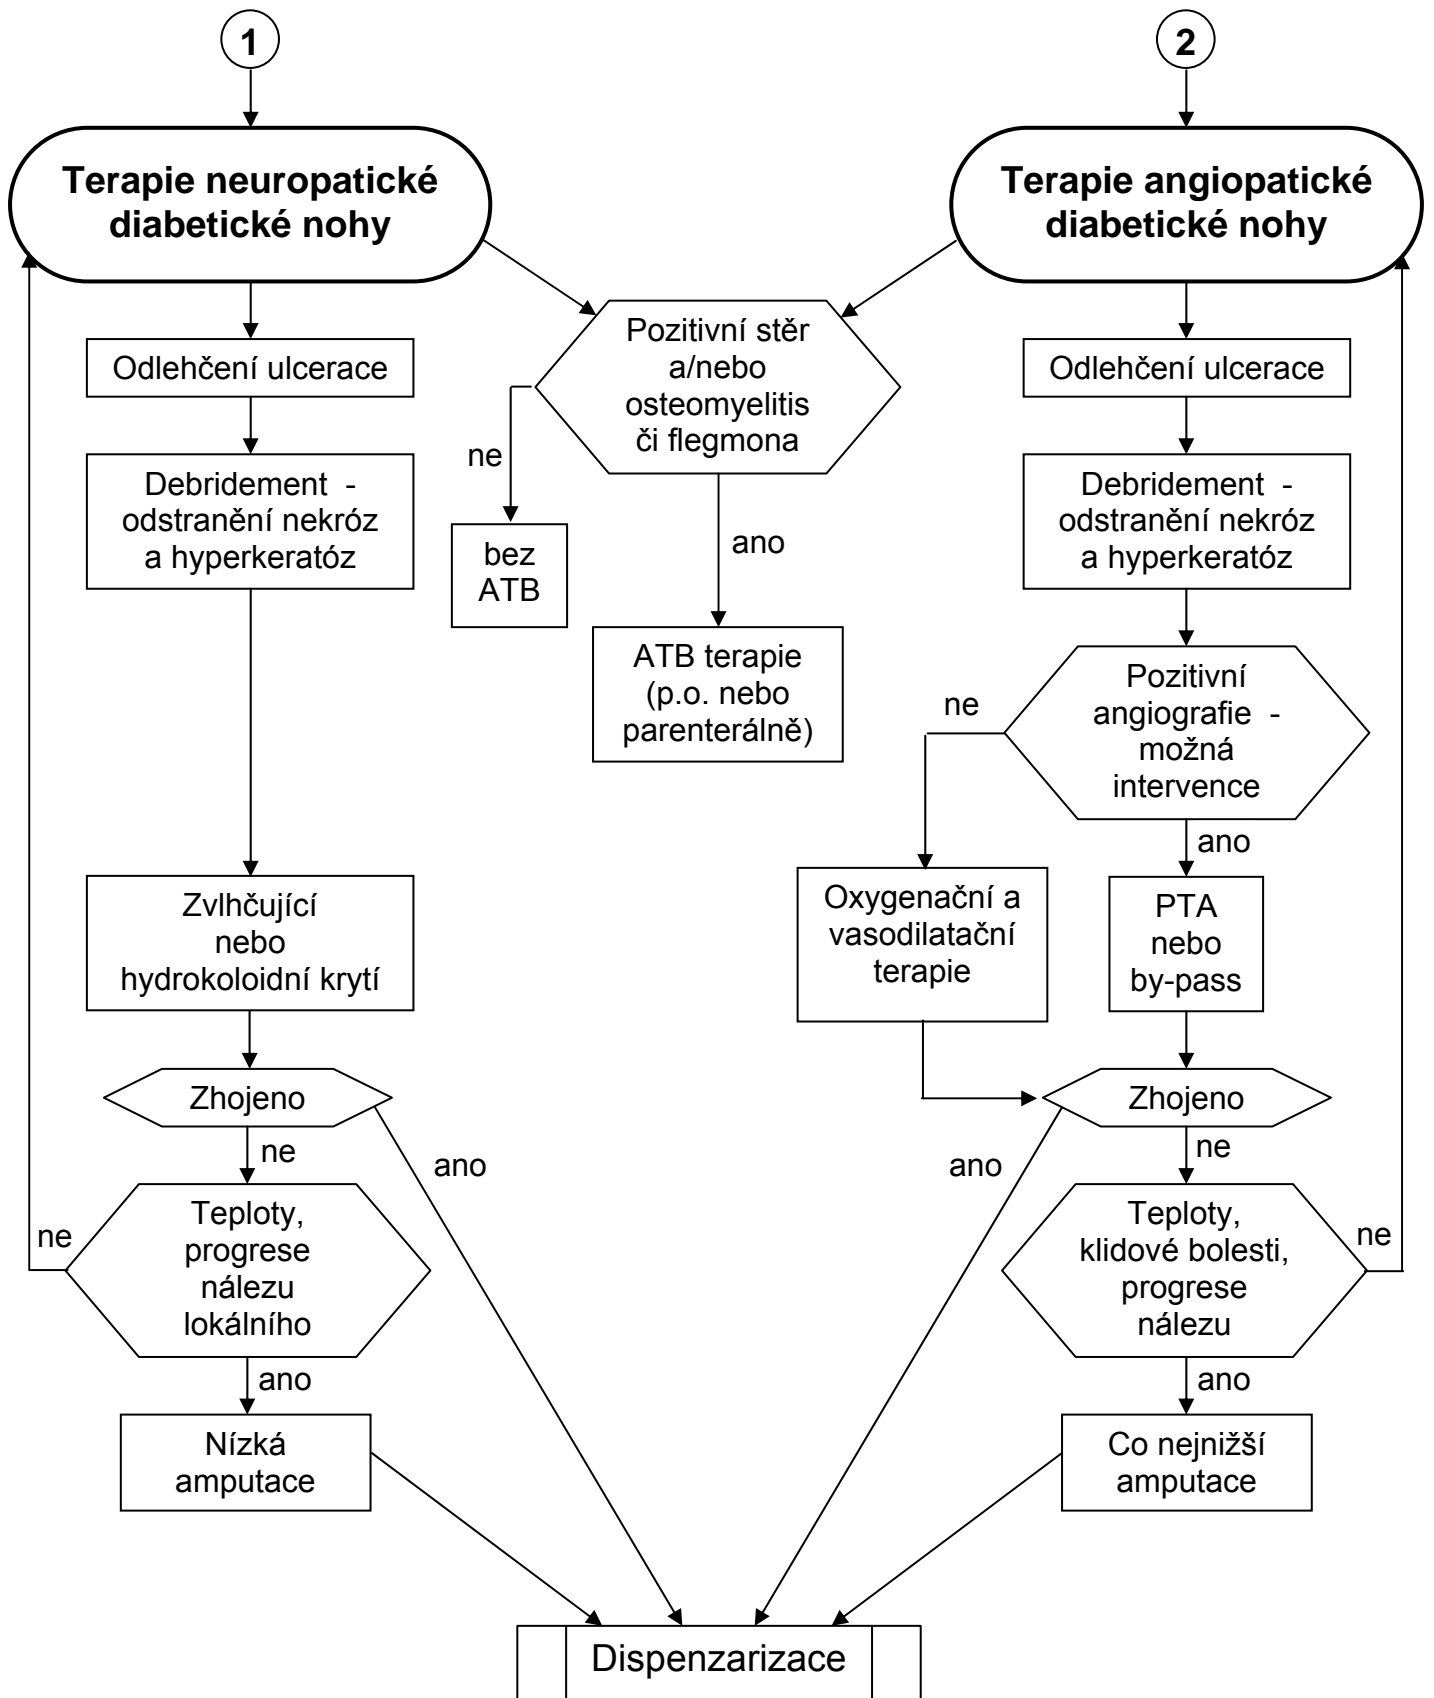 1
Terapie neuropatické
diabetické nohy
Odlehčení ulcerace
Debridement -
odstranění nekróz
a hyperkeratóz
Zvlhčující
nebo
hydrokoloidní krytí
Zhojeno
ne
ano
Teploty,
progrese
nálezu
lokálního
ne
ano
Nízká
amputace
Pozitivní stěr
a/nebo
osteomyelitis
či flegmona
ne
bez
ATB
ano
ATB terapie
(p.o. nebo
parenterálně)
2
Terapie angiopatické
diabetické nohy
Odlehčení ulcerace
Debridement -
odstranění nekróz
a hyperkeratóz
Pozitivní
angiografie -
možná
intervence
ne
ano
Oxygenační a
vasodilatační
terapie
PTA
nebo
by-pass
Zhojeno
ano
ne
Teploty,
klidové bolesti,
progrese
nálezu
ne
ano
Co nejnižší
amputace
Dispenzarizace